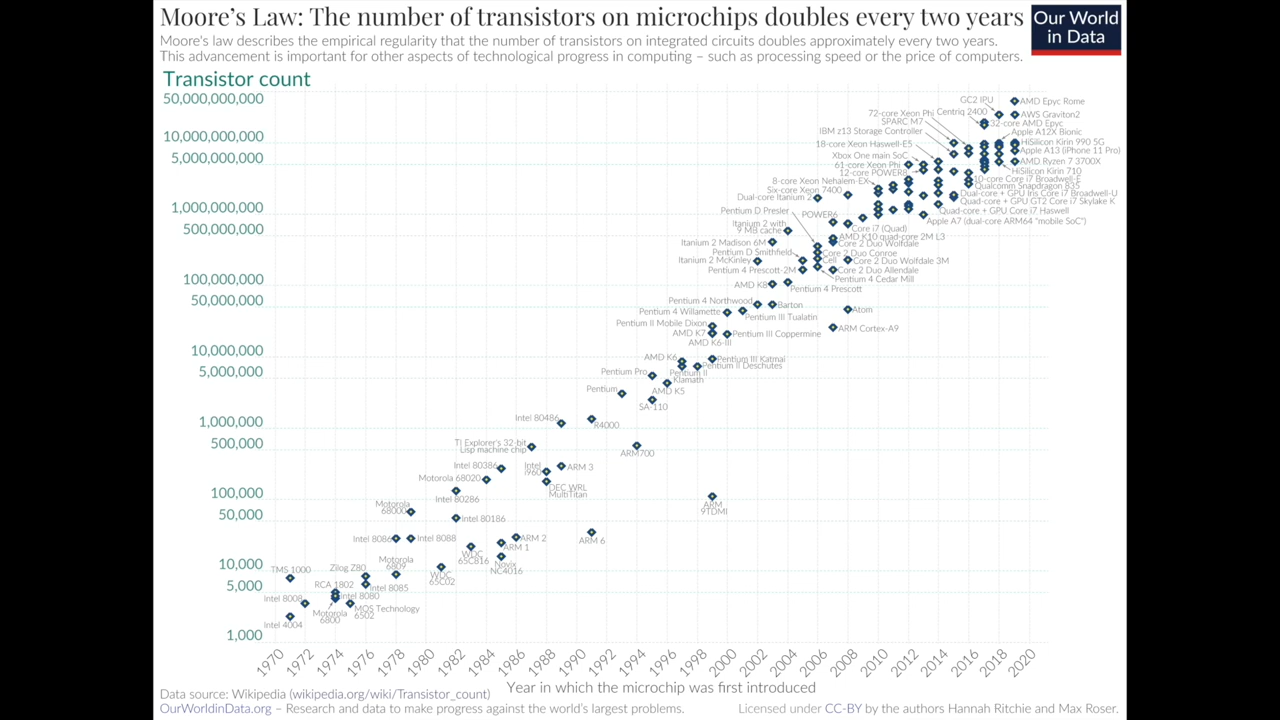 Moore's Law: The number of transistors on microchips doubles every two years
Our World
in Data
Moore's law describes the empirical regularity that the number of transistors on integrated circuits doubles approximately every two years.
This advancement is important for other aspects of technological progress in computing – such as processing speed or the price of computers.
Transistor count
50,000,000,000
10,000,000,000
5,000,000,000
1,000,000,000
500,000,000
100,000,000
50,000,000
10,000,000
5,000,000
1,000,000
500,000
100,000
50,000
10,000
5,000
1,000
GC2 IPU
AMD Epyc Rome
72-core Xeon Phi
Centriq 2400
AWS Graviton2
SPARC M7
32-core AMD Epyc
IBM z13 Storage Controller
Apple A12X Bionic
18-core Xeon Haswell-E5
HiSilicon Kirin 990 5G
Xbox One main SoC
Apple A13 (iPhone 11 Pro)
61-core Xeon Phi
AMD Ryzen 7 3700X
12-core POWER8
HiSilicon Kirin 710
8-core Xeon Nehalem-EX
10-core Core i7 Broadwell-E
Six-core Xeon 7400
Qualcomm Snapdragon 835
Dual-core Itanium 2
Dual-core + GPU Iris Core i7 Broadwell-U
Quad-core + GPU GT2 Core i7 Skylake K
Pentium D Presler
POWER6
Quad-core + GPU Core i7 Haswell
Apple A7 (dual-core ARM64 "mobile SoC")
Itanium 2 with
9 MB cache
Core i7 (Quad)
AMD K10 quad-core 2M L3
Itanium 2 Madison 6M
Core 2 Duo Wolfdale
Pentium D Smithfield
Core 2 Duo Conroe
Itanium 2 McKinley
Cell
Core 2 Duo Wolfdale 3M
Pentium 4 Prescott-2M
Core 2 Duo Allendale
Pentium 4 Cedar Mill
AMD K8
Pentium 4 Prescott
Pentium 4 Northwood
Barton
Pentium 4 Willamette
Pentium III Tualatin
Atom
Pentium II Mobile Dixon
AMD K7
Pentium III Coppermine
ARM Cortex-A9
AMD K6-III
AMD K6
Pentium III Katmai
Pentium II Deschutes
Pentium Pro
Pentium II
Klamath
Pentium
AMD K5
SA-110
Intel 80486
R4000
TI Explorer's 32-bit
Lisp machine chip
ARM700
Intel 80386
Intel
i960
ARM 3
Motorola 68020
DEC WRL
MultiTitan
Intel 80286
ARM
9TDMI
Motorola
68000
Intel 80186
Intel 8086
Intel 8088
ARM 2
ARM 1
ARM 6
WDC
65C816
Novix
NC4016
Motorola
6809
WDC
65C02
TMS 1000
Zilog Z80
RCA 1802
Intel 8085
Intel 8008
Intel 8080
Motorola
6800
MOS Technology
6502
Intel 4004
1970
1972
1974
1976
1978
1980
1982
1984
1986
1988
1990
1992
1994
1996
1998
2000
2002
2004
2006
2008
2010
2012
2014
2016
2018
2020
Year in which the microchip was first introduced
Data source: Wikipedia (wikipedia.org/wiki/Transistor_count)
OurWorldinData.org – Research and data to make progress against the world's largest problems.
Licensed under CC-BY by the authors Hannah Ritchie and Max Roser.